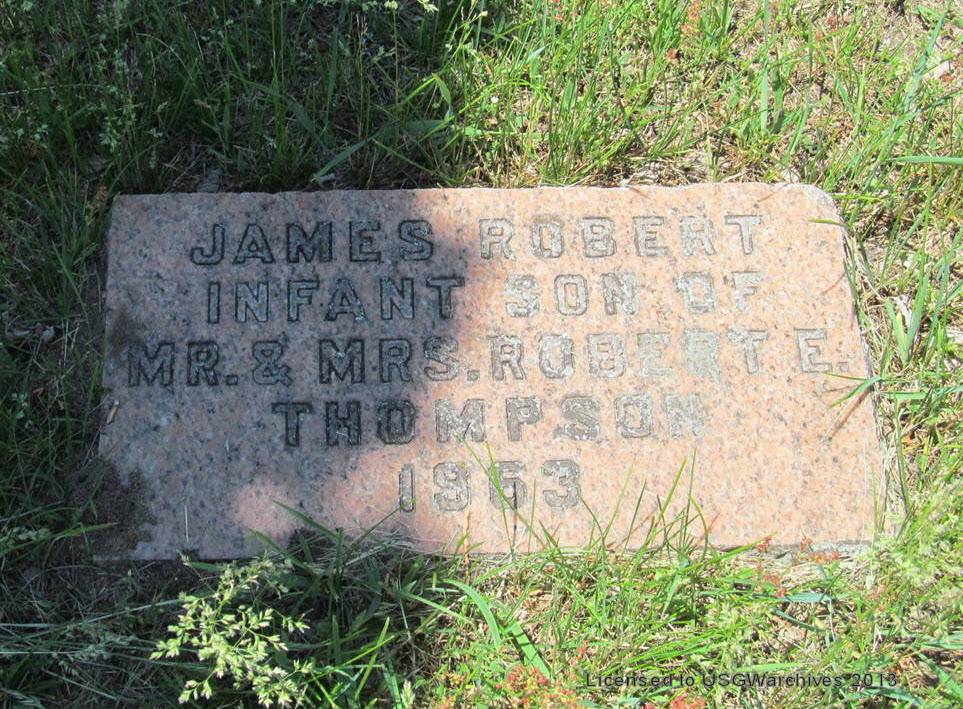 JAMES ROBERT
INFANT SON OF
MR. & MRS. ROBERT E.
THOMPSON
1953
Licensed to USGWarchives 2013